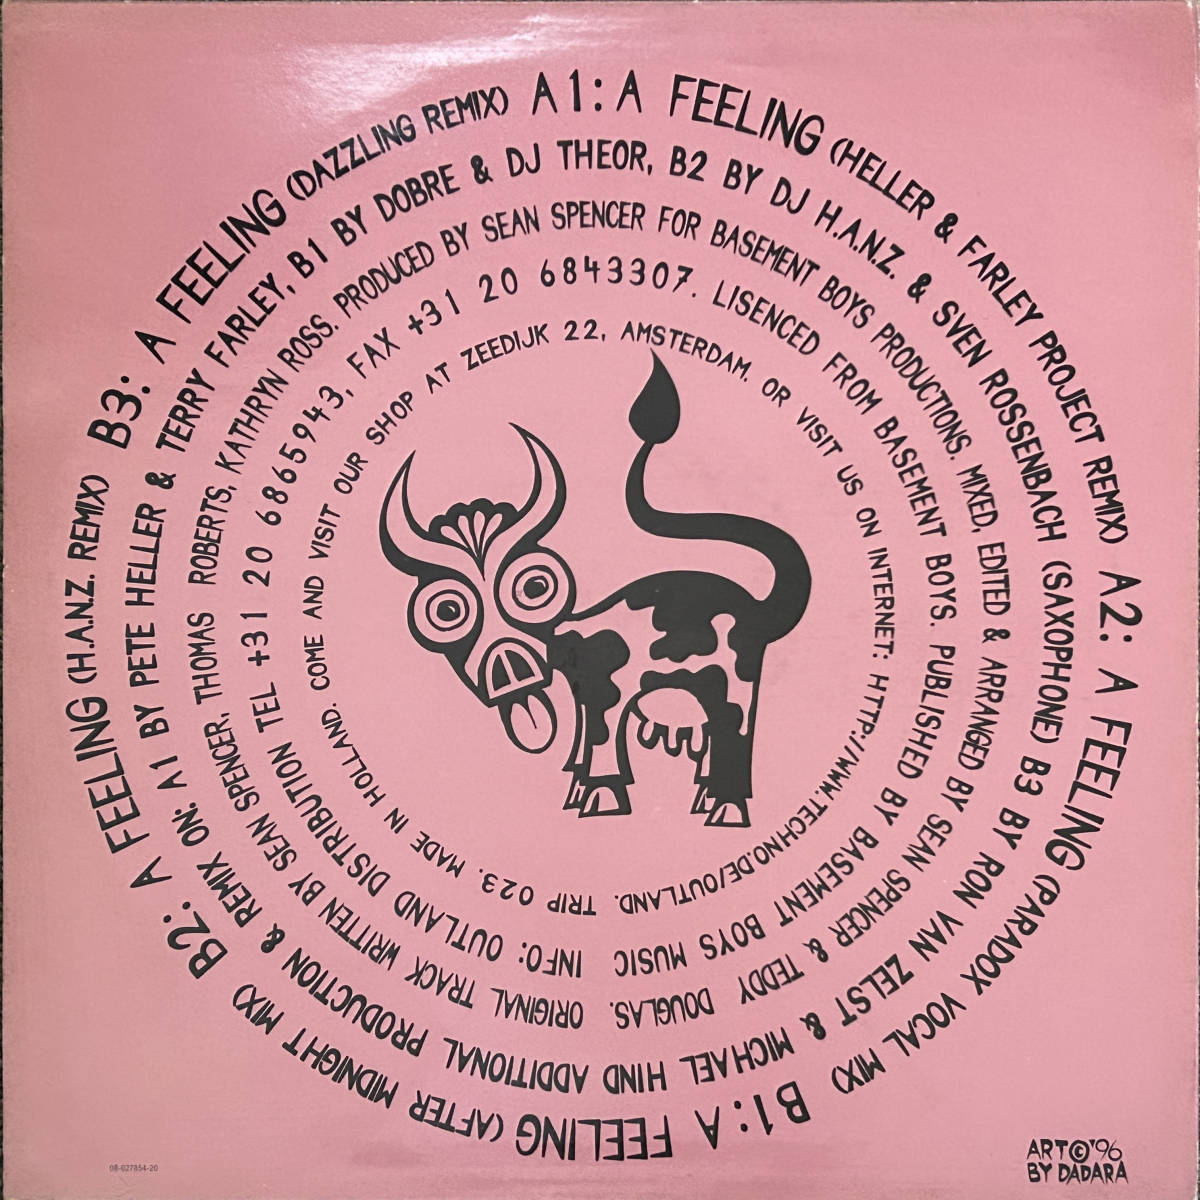 A1: A FEELING (HELLER & FARLEY PROJECT REMIX) A2: A FEELING (PARADOX VOCAL MIX) B1: A FEELING (AFTER MIDNIGHT MIX) B2: A FEELING (H.A.N.Z. REMIX) B3: A FEELING (DAZZLING REMIX)
ADDITIONAL PRODUCTION & REMIX ON: A1 BY PETE HELLER & TERRY FARLEY, B1 BY DOBRE & DJ THEOR, B2 BY DJ H.A.N.Z. & SVEN ROSSENBACH (SAXOPHONE) B3 BY RON VAN ZELST & MICHAEL HIND
ORIGINAL TRACK WRITTEN BY SEAN SPENCER, THOMAS ROBERTS, KATHRYN ROSS. PRODUCED BY SEAN SPENCER FOR BASEMENT BOYS PRODUCTIONS. MIXED, EDITED & ARRANGED BY SEAN SPENCER & TEDDY DOUGLAS.
INFO: OUTLAND DISTRIBUTION TEL +31 20 6865943, FAX +31 20 6843307. LISENCED FROM BASEMENT BOYS. PUBLISHED BY BASEMENT BOYS MUSIC
TRIP 023. MADE IN HOLLAND. COME AND VISIT OUR SHOP AT ZEEDIJK 22, AMSTERDAM. OR VISIT US ON INTERNET: HTTP://WWW.TECHNO.DE/OUTLAND.
08-027854-20
ART©'96
BY DADARA